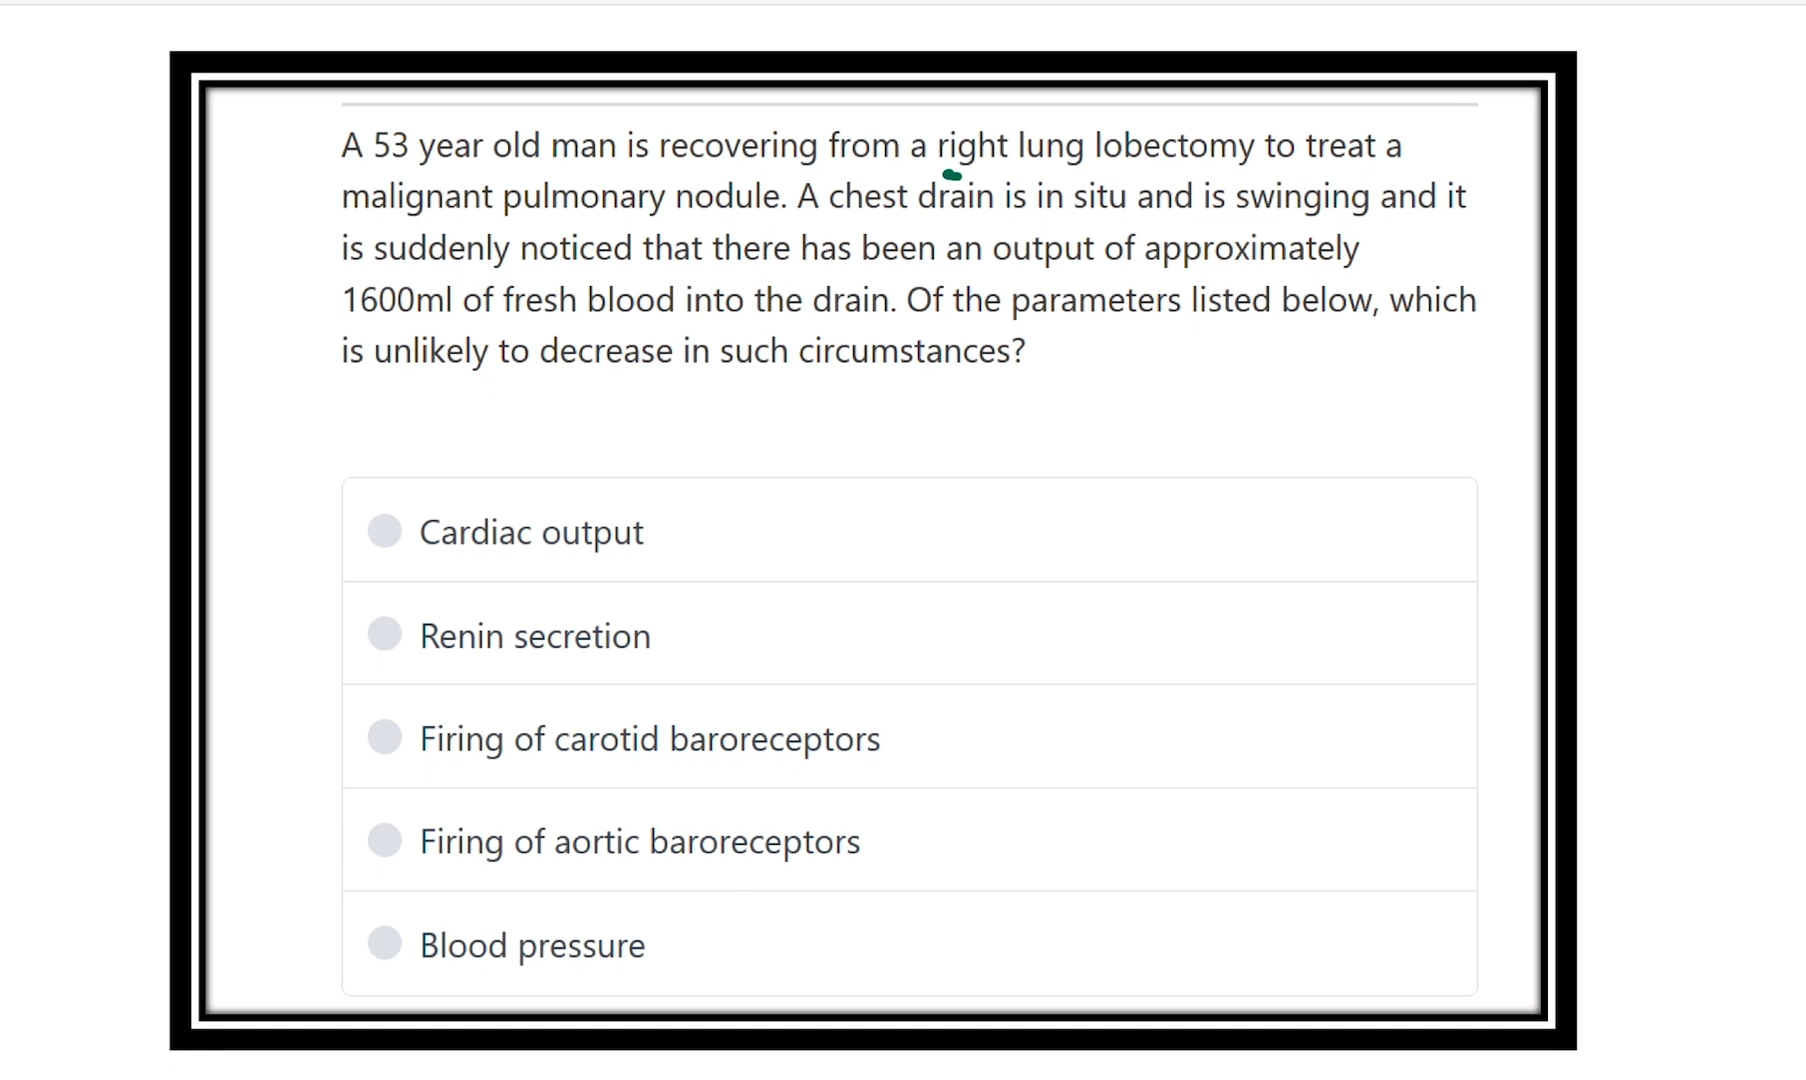 A 53 year old man is recovering from a right lung lobectomy to treat a
malignant pulmonary nodule. A chest drain is in situ and is swinging and it
is suddenly noticed that there has been an output of approximately
1600ml of fresh blood into the drain. Of the parameters listed below, which
is unlikely to decrease in such circumstances?
Cardiac output
Renin secretion
Firing of carotid baroreceptors
Firing of aortic baroreceptors
Blood pressure